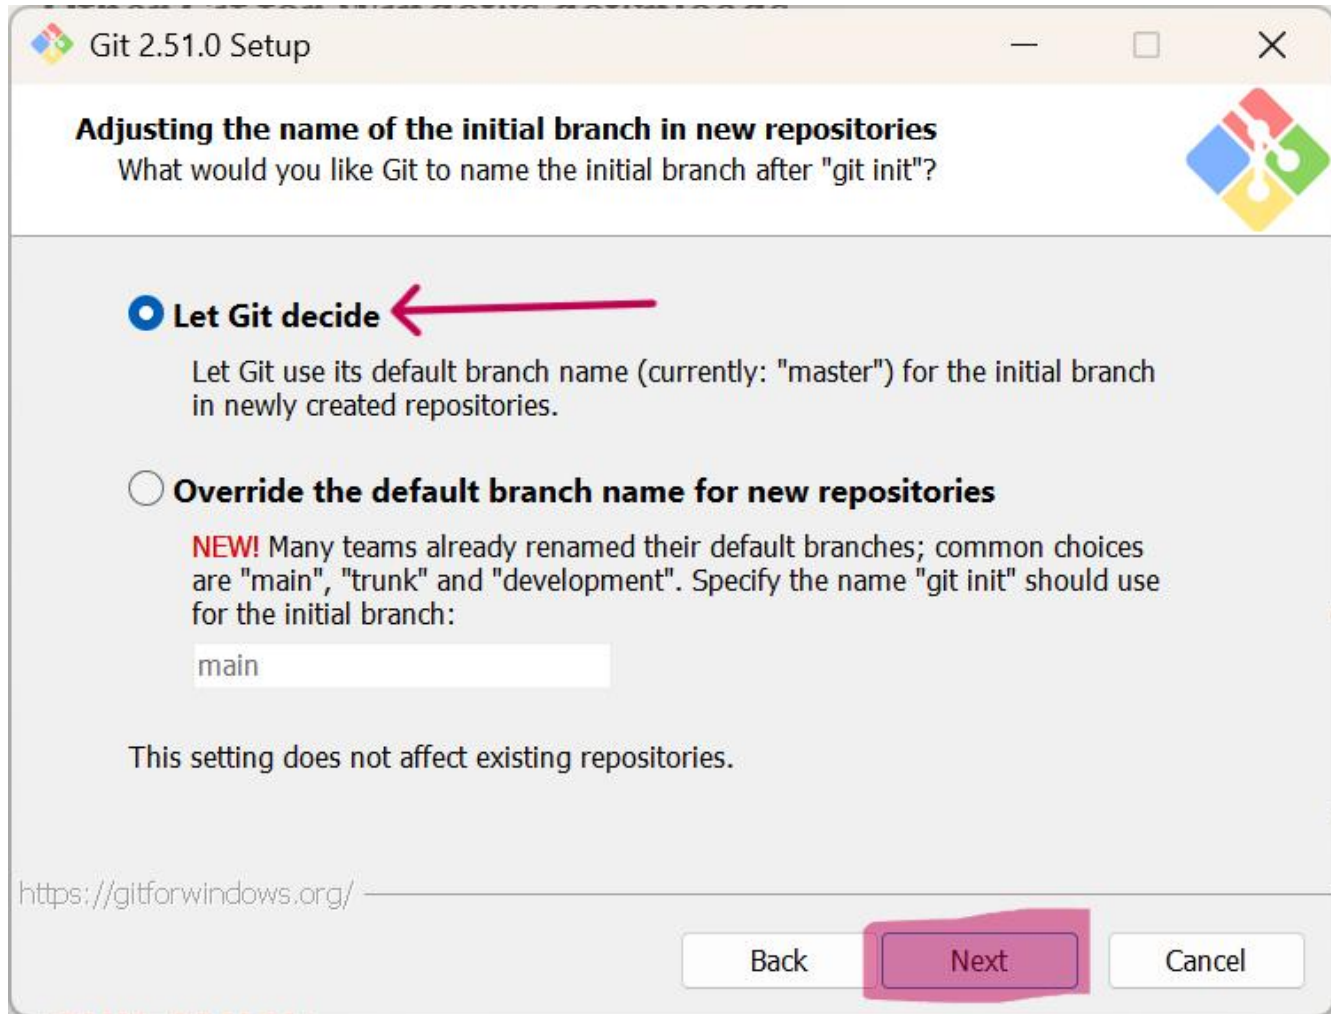 Git 2.51.0 Setup
Adjusting the name of the initial branch in new repositories
What would you like Git to name the initial branch after "git init"?
Let Git decide
Let Git use its default branch name (currently: "master") for the initial branch
in newly created repositories.
Override the default branch name for new repositories
NEW! Many teams already renamed their default branches; common choices
are "main", "trunk" and "development". Specify the name "git init" should use
for the initial branch:
main
This setting does not affect existing repositories.
https://gitforwindows.org/
Back Next Cancel